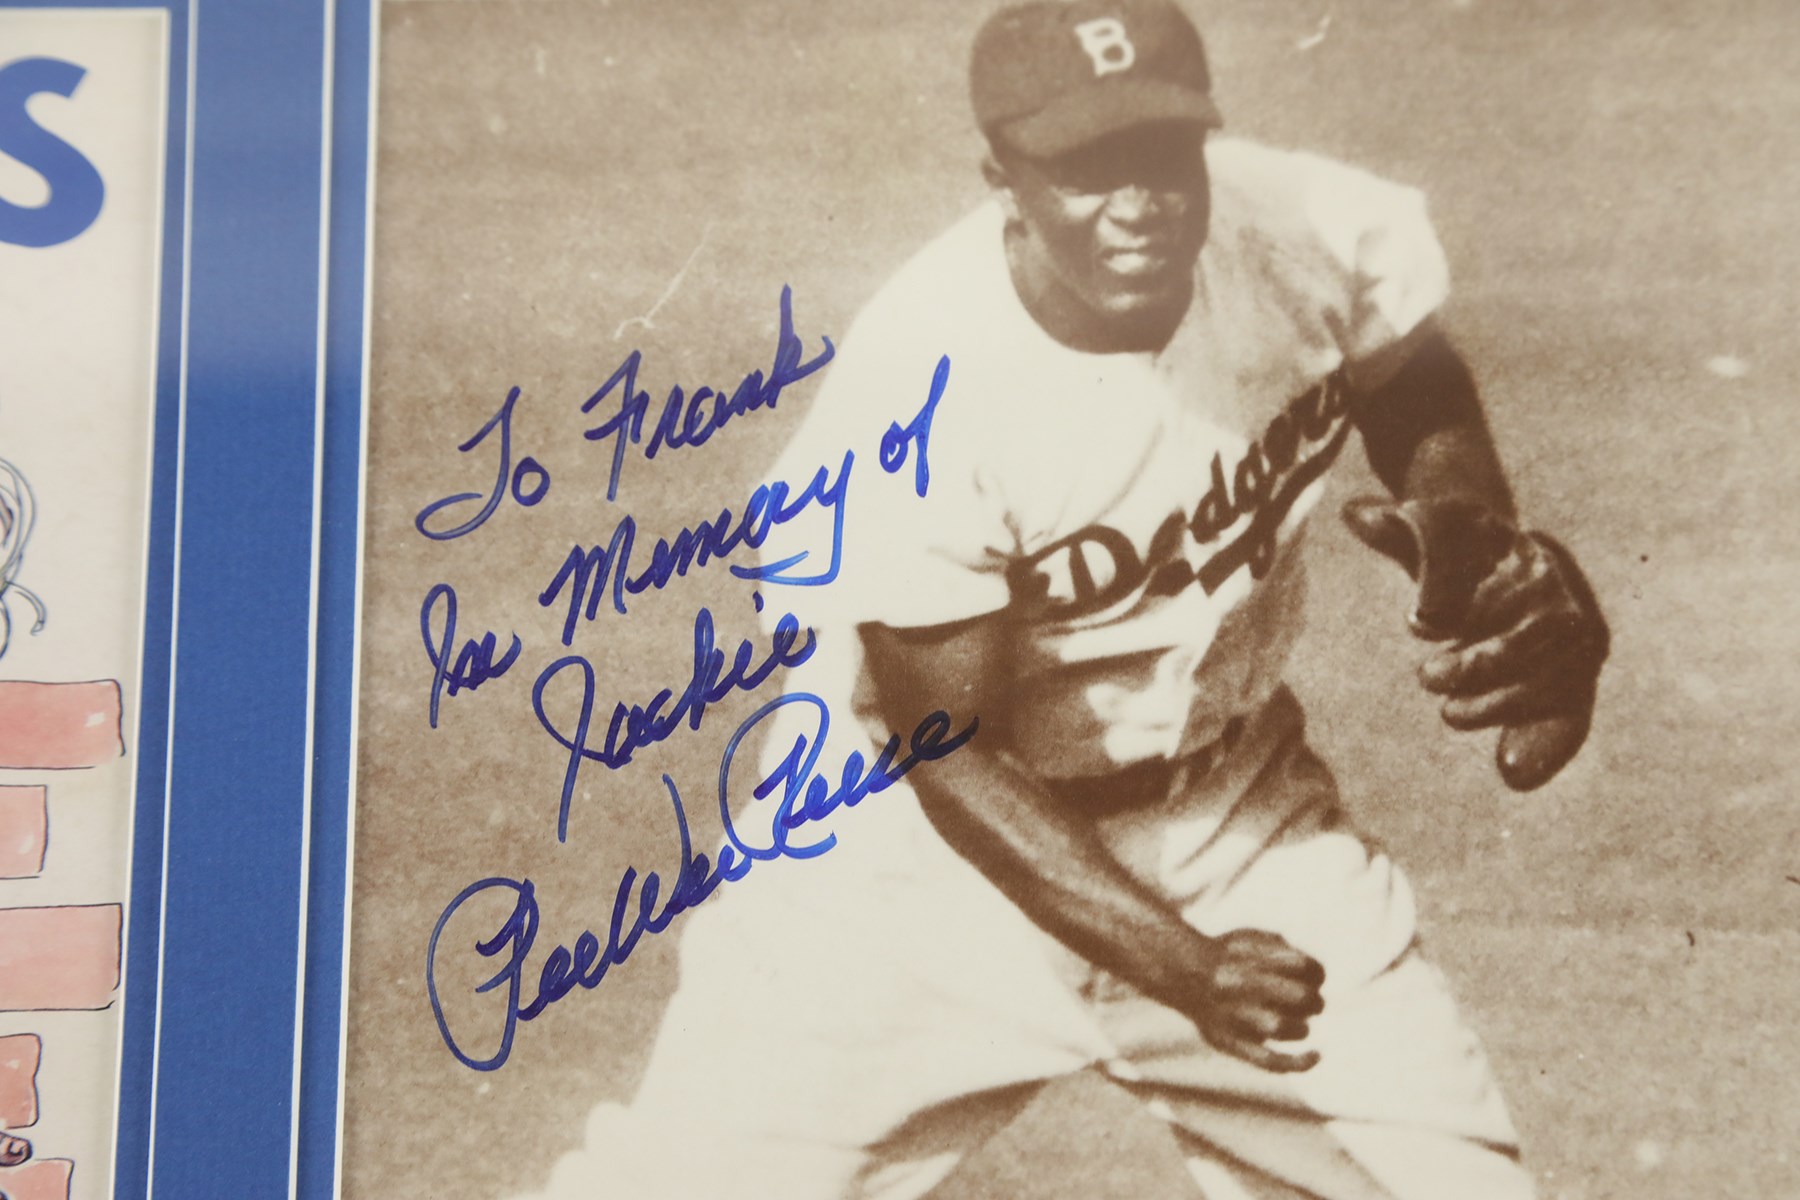 S
B
Dodgers
To Frank
In Memory of
Jackie
PeeWee Reese